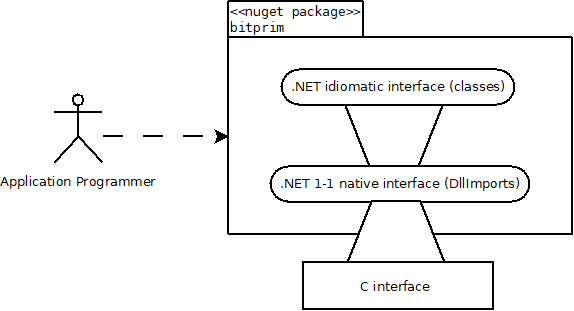 <<nuget package>>
bitprim
.NET idiomatic interface (classes)
Application Programmer
.NET 1-1 native interface (DllImports)
C interface